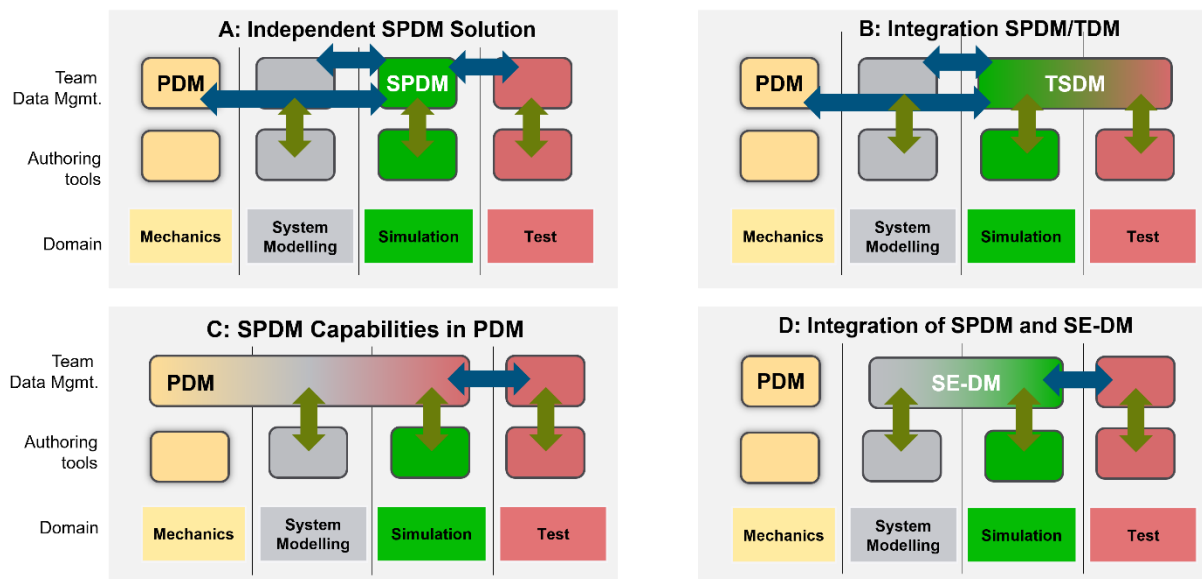 A: Independent SPDM Solution
Team
Data Mgmt.
PDM
SPDM
Authoring
tools
Domain
Mechanics
System
Modelling
Simulation
Test
B: Integration SPDM/TDM
PDM
TSDM
Mechanics
System
Modelling
Simulation
Test
C: SPDM Capabilities in PDM
Team
Data Mgmt.
PDM
Authoring
tools
Domain
Mechanics
System
Modelling
Simulation
Test
D: Integration of SPDM and SE-DM
PDM
SE-DM
Mechanics
System
Modelling
Simulation
Test